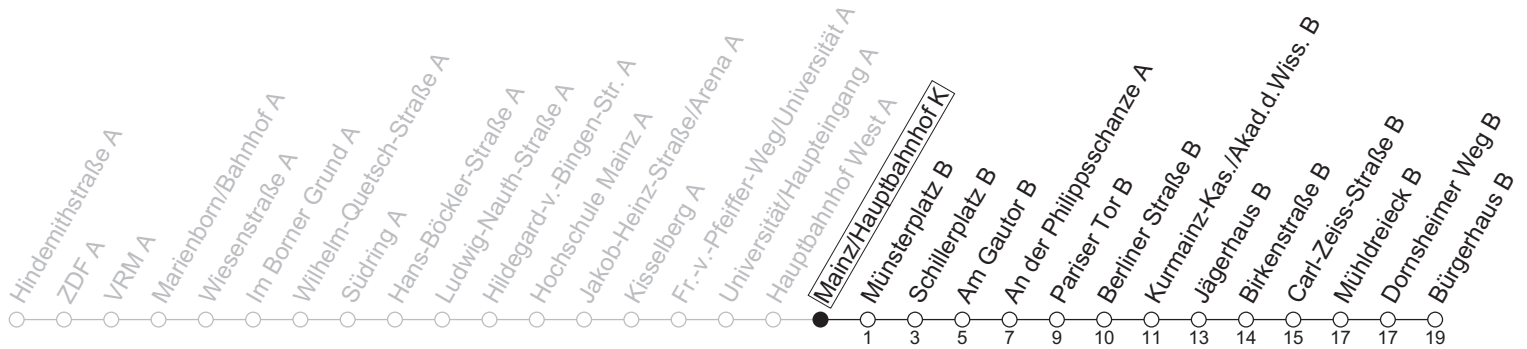 Hindemithstraße A
ZDF A
VRM A
Marienborn/Bahnhof A
Wiesenstraße A
Im Borner Grund A
Wilhelm-Quetsch-Straße A
Südring A
Hans-Böckler-Straße A
Ludwig-Nauth-Straße A
Hildegard-v.-Bingen-Str. A
Hochschule Mainz A
Jakob-Heinz-Straße/Arena A
Kisselberg A
Fr.-v.-Pfeiffer-Weg/Universität A
Universität/Haupteingang A
Hauptbahnhof West A
Mainz/Hauptbahnhof K
Münsterplatz B
Schillerplatz B
Am Gautor B
An der Philippsschanze A
Pariser Tor B
Berliner Straße B
Kurmainz-Kas./Akad.d.Wiss. B
Jägerhaus B
Birkenstraße B
Carl-Zeiss-Straße B
Mühldreieck B
Dornsheimer Weg B
Bürgerhaus B
1 3 5 7 9 10 11 13 14 15 17 17 19